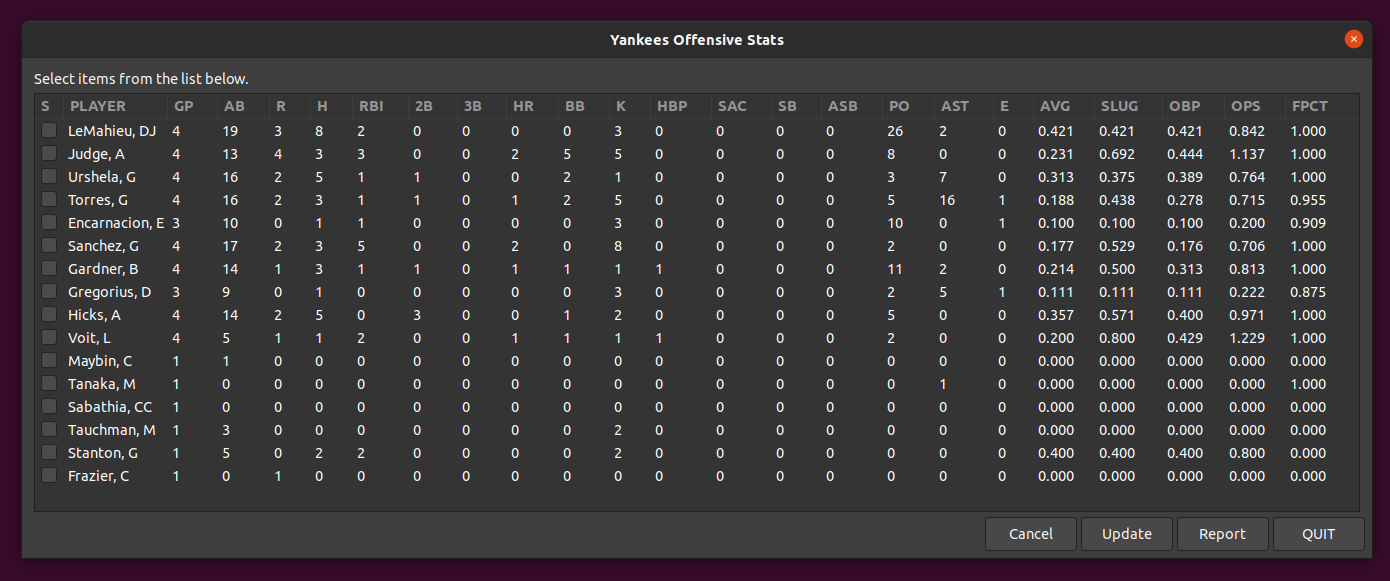 Yankees Offensive Stats
Select items from the list below.
S PLAYER GP AB R H RBI 2B 3B HR BB K HBP SAC SB ASB PO AST E AVG SLUG OBP OPS FPCT
LeMahieu, DJ 4 19 3 8 2 0 0 0 0 3 0 0 0 0 26 2 0 0.421 0.421 0.421 0.842 1.000
Judge, A 4 13 4 3 3 0 0 2 5 5 0 0 0 0 8 0 0 0.231 0.692 0.444 1.137 1.000
Urshela, G 4 16 2 5 1 1 0 0 2 1 0 0 0 0 3 7 0 0.313 0.375 0.389 0.764 1.000
Torres, G 4 16 2 3 1 1 0 1 2 5 0 0 0 0 5 16 1 0.188 0.438 0.278 0.715 0.955
Encarnacion, E 3 10 0 1 1 0 0 0 0 3 0 0 0 0 10 0 1 0.100 0.100 0.100 0.200 0.909
Sanchez, G 4 17 2 3 5 0 0 2 0 8 0 0 0 0 2 0 0 0.177 0.529 0.176 0.706 1.000
Gardner, B 4 14 1 3 1 1 0 1 1 1 1 0 0 0 11 2 0 0.214 0.500 0.313 0.813 1.000
Gregorius, D 3 9 0 1 0 0 0 0 0 3 0 0 0 0 2 5 1 0.111 0.111 0.111 0.222 0.875
Hicks, A 4 14 2 5 0 3 0 0 1 2 0 0 0 0 5 0 0 0.357 0.571 0.400 0.971 1.000
Voit, L 4 5 1 1 2 0 0 1 1 1 1 0 0 0 2 0 0 0.200 0.800 0.429 1.229 1.000
Maybin, C 1 1 0 0 0 0 0 0 0 0 0 0 0 0 0 0 0 0.000 0.000 0.000 0.000 0.000
Tanaka, M 1 0 0 0 0 0 0 0 0 0 0 0 0 0 0 1 0 0.000 0.000 0.000 0.000 1.000
Sabathia, CC 1 0 0 0 0 0 0 0 0 0 0 0 0 0 0 0 0 0.000 0.000 0.000 0.000 0.000
Tauchman, M 1 3 0 0 0 0 0 0 0 2 0 0 0 0 0 0 0 0.000 0.000 0.000 0.000 0.000
Stanton, G 1 5 0 2 2 0 0 0 0 2 0 0 0 0 0 0 0 0.400 0.400 0.400 0.800 0.000
Frazier, C 1 0 1 0 0 0 0 0 0 0 0 0 0 0 0 0 0 0.000 0.000 0.000 0.000 0.000
Cancel Update Report QUIT